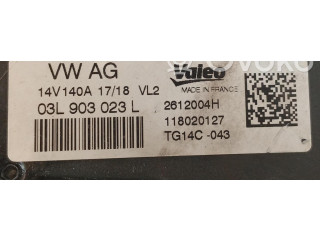 VW AG
Valeo
14V140A 17/18 VL2
MADE IN FRANCE
03L 903 023 L
2612004H
118020127
TG14C -043